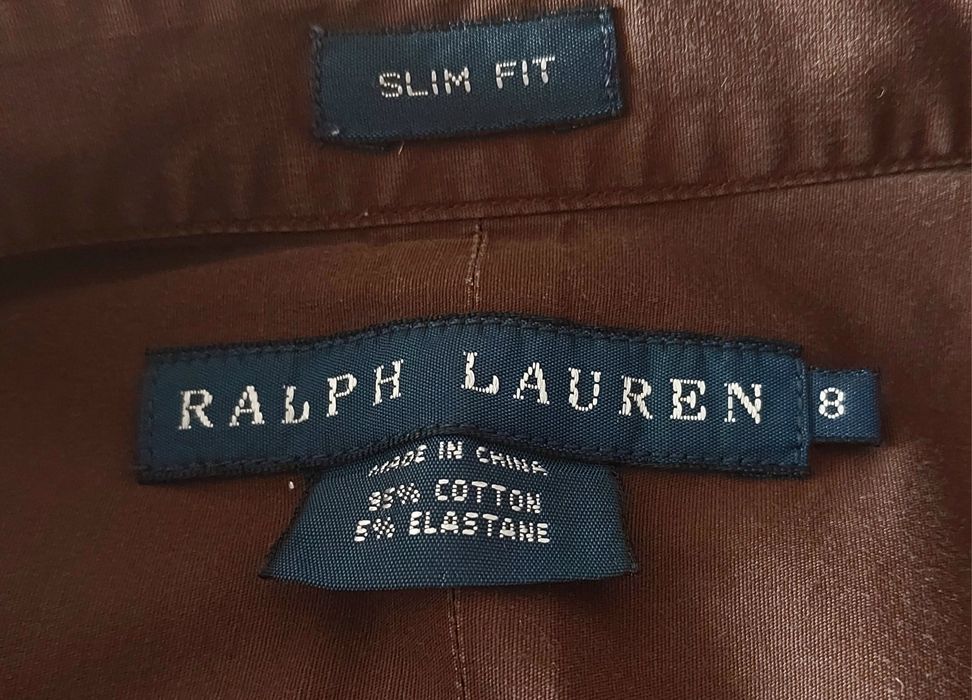 SLIM FIT
RALPH LAUREN
8
MADE IN CHINA
95% COTTON
5% ELASTANE